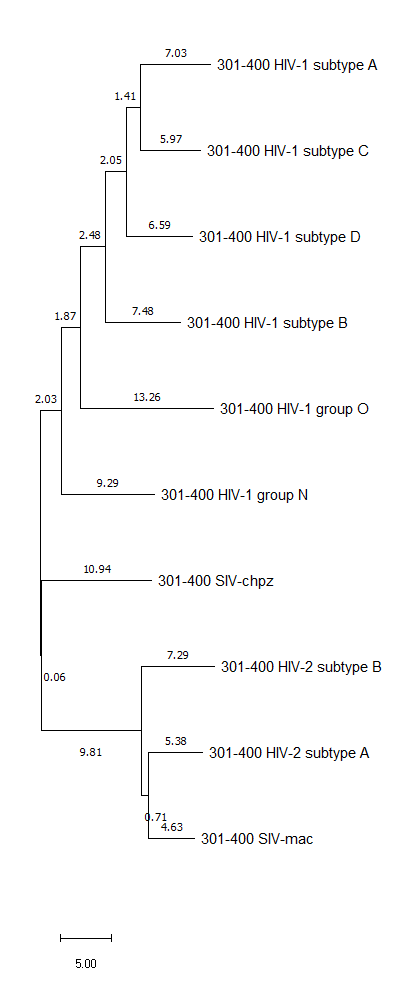 7.03
301-400 HIV-1 subtype A
1.41
5.97
301-400 HIV-1 subtype C
2.05
6.59
301-400 HIV-1 subtype D
2.48
7.48
301-400 HIV-1 subtype B
1.87
13.26
301-400 HIV-1 group O
2.03
9.29
301-400 HIV-1 group N
10.94
301-400 SIV-chpz
0.06
7.29
301-400 HIV-2 subtype B
9.81
5.38
301-400 HIV-2 subtype A
0.71
4.63
301-400 SIV-mac
5.00